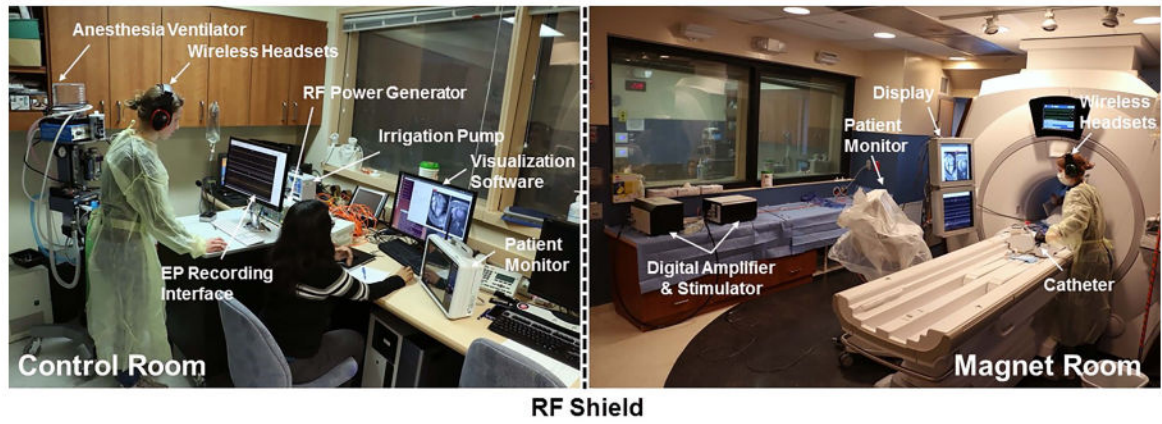 Anesthesia Ventilator
Wireless Headsets
RF Power Generator
Irrigation Pump
Visualization
Software
Patient
Monitor
EP Recording
Interface
Control Room
Display
Patient
Monitor
Wireless
Headsets
Digital Amplifier
& Stimulator
Catheter
Magnet Room
RF Shield